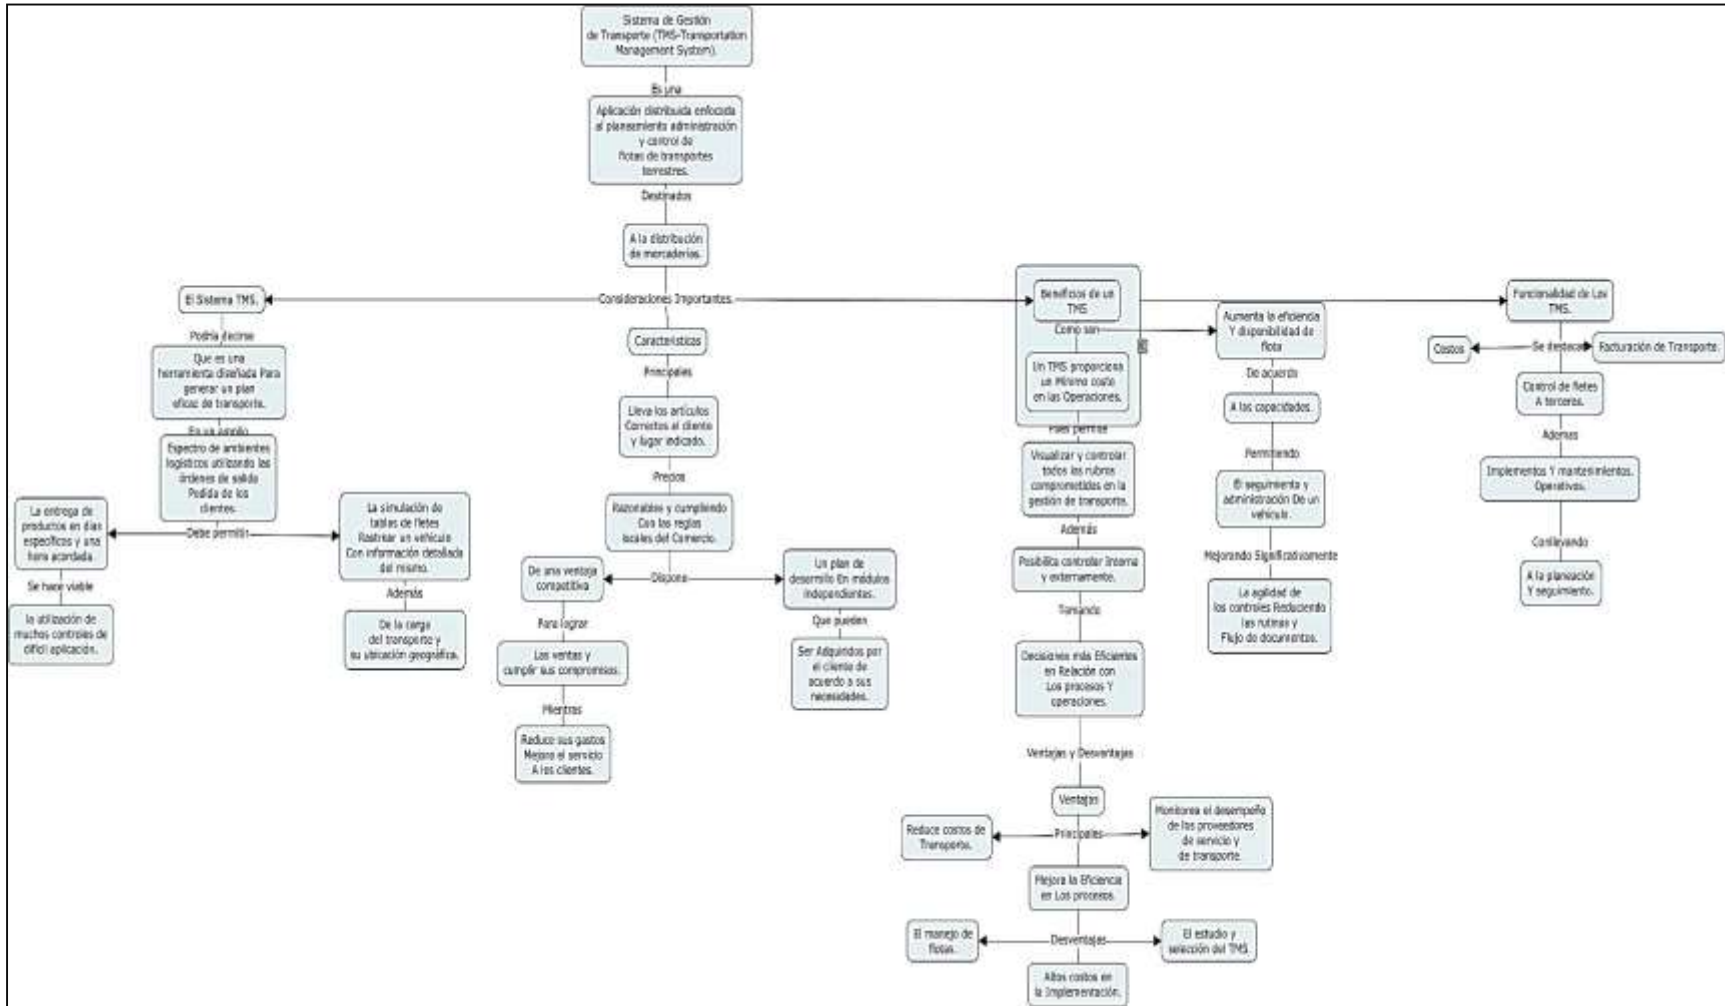 Sistema de Gestión
de Transporte (TMS-Transportation
Management System).
Es una
Aplicación distribuida enfocada
al planeamiento administración
y control de
flotas de transportes
terrestres.
Destinados
A la distribución
de mercaderías.
Consideraciones Importantes.
El Sistema TMS.
Podría decirse
Que es una
herramienta diseñada Para
generar un plan
eficaz de transporte.
En un amplio
Espectro de ambientes
logísticos utilizando las
órdenes de salida
Pedida de los
clientes.
Debe permitir
La entrega de
productos en días
específicos y una
hora acordada.
Se hace viable
la utilización de
muchos controles de
difícil aplicación.
La simulación de
tables de fletes
Rastrear un vehículo
Con información detallada
del mismo.
Además
De la carga
del transporte y
su ubicación geográfica.
Características
Principales
Lleva los artículos
Correctos al cliente
y lugar indicado.
Precios
Razonables y cumpliendo
Con las reglas
locales del Comercio.
Dispone
De una ventaja
competitiva
Para lograr
Las ventas y
cumplir sus compromisos.
Mientras
Reduce sus gastos
Mejora el servicio
A los clientes.
Un plan de
desarrollo En módulos
independientes.
Que pueden
Ser Adquiridos por
el cliente de
acuerdo a sus
necesidades.
Beneficios de un
TMS
Como son
Un TMS proporciona
un Mínimo costo
en las Operaciones.
Pues permite
Visualizar y controlar
todos los rubros
comprometidos en la
gestión de transporte.
Además
Posibilita controlar Interna
y externamente.
Tomando
Decisiones más Eficientes
en Relación con
Los procesos Y
operaciones.
Ventajas y Desventajas
Ventajas
Principales
Reduce costos de
Transporte.
Monitorea el desempeño
de los proveedores
de servicio y
de transporte.
Mejora la Eficiencia
en Los procesos.
Desventajas
El manejo de
flotas.
El estudio y
selección del TMS.
Altos costos en
la Implementación.
Aumenta la eficiencia
Y disponibilidad de
flota
De acuerdo
A las capacidades.
Permitiendo
El seguimiento y
administración De un
vehículo.
Mejorando Significativamente
La agilidad de
los controles Reduciendo
las rutinas y
Flujo de documentos.
Funcionalidad de Los
TMS.
Se destacan
Costos
Facturación de Transporte.
Control de fletes
A terceros.
Ademas
Implementos Y mantenimientos.
Operativos.
Conllevando
A la planeación
Y seguimiento.